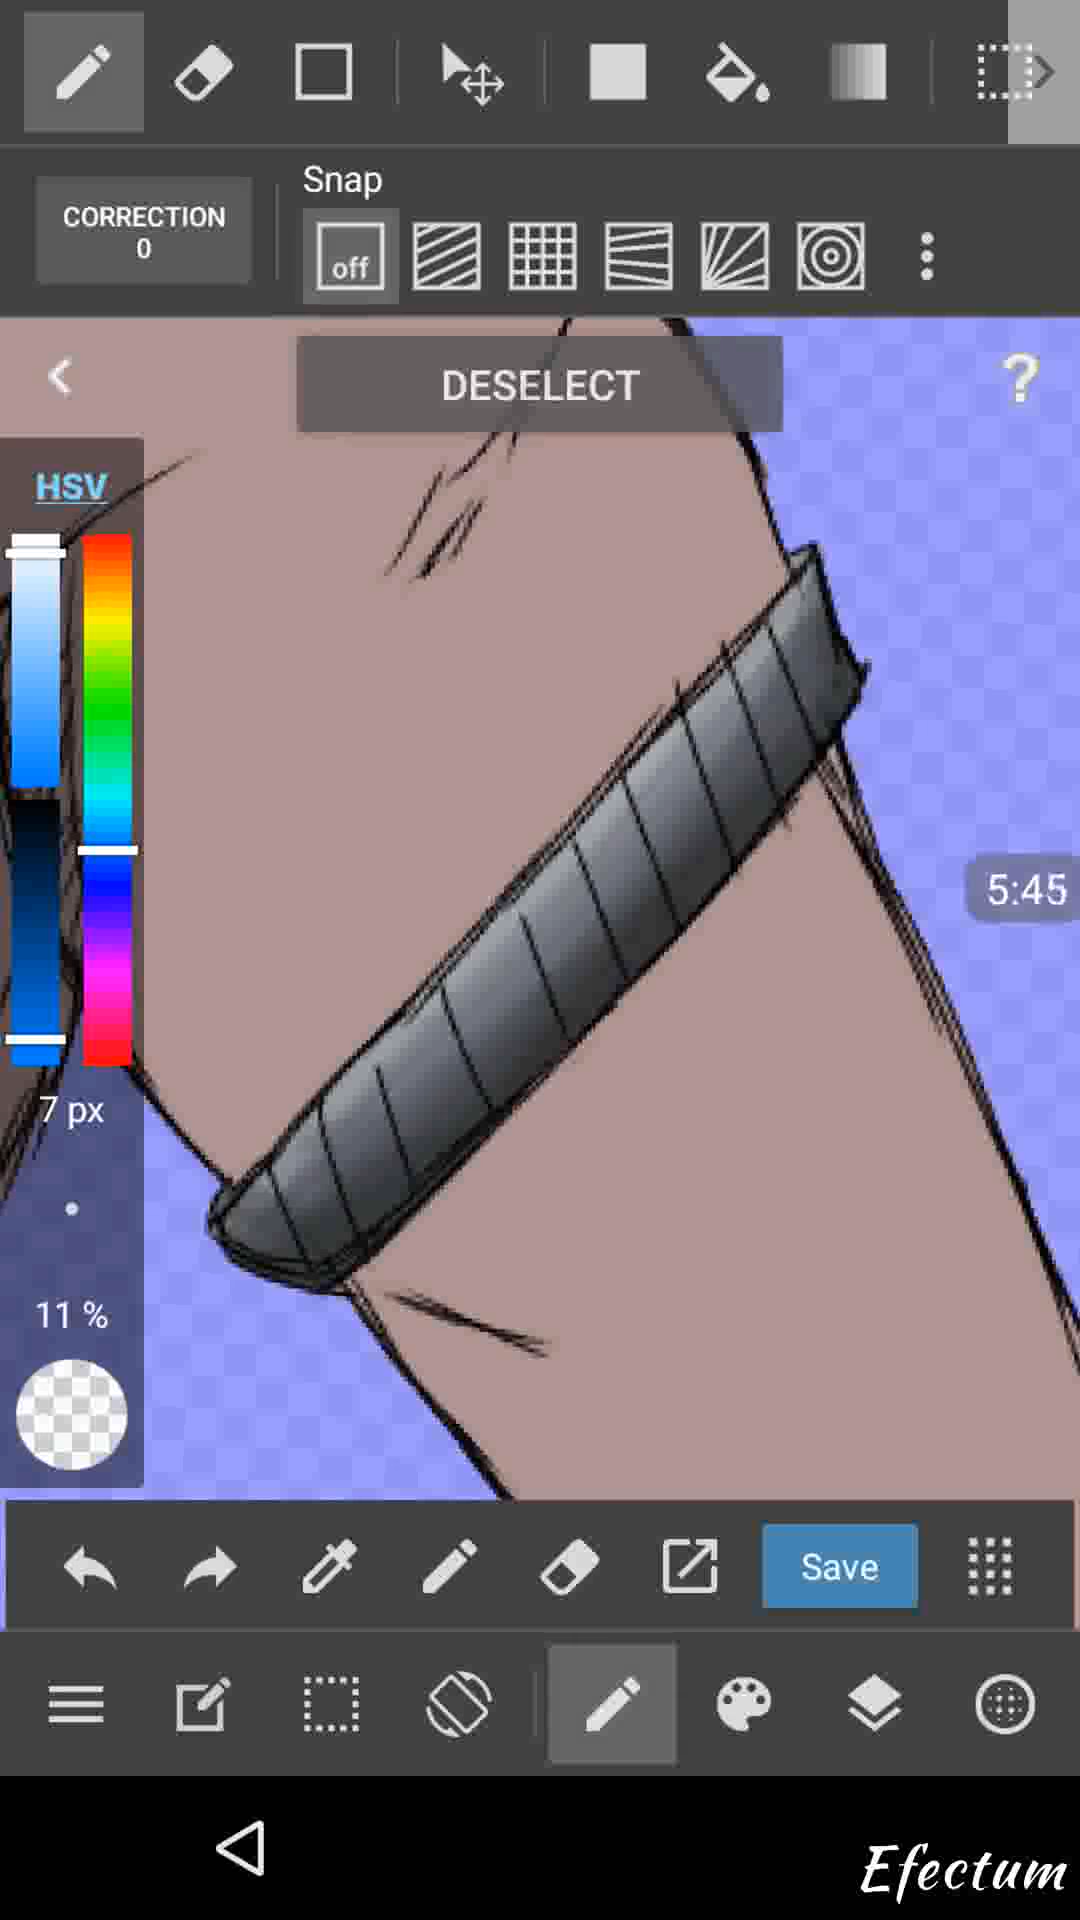 CORRECTION
0
Snap
off
DESELECT
?
HSV
5:45
7 px
11 %
Save
Efectum